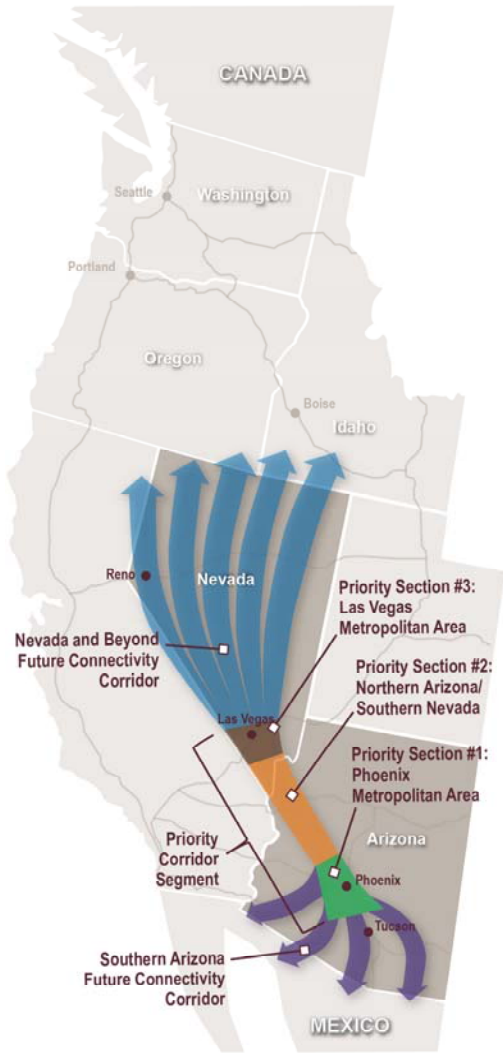 CANADA
Seattle
Washington
Portland
Oregon
Boise
Idaho
Reno
Nevada
Priority Section #3:
Las Vegas
Metropolitan Area
Nevada and Beyond
Future Connectivity
Corridor
Priority Section #2:
Northern Arizona/
Southern Nevada
Las Vegas
Priority Section #1:
Phoenix
Metropolitan Area
Arizona
Priority
Corridor
Segment
Phoenix
Tucson
Southern Arizona
Future Connectivity
Corridor
MEXICO